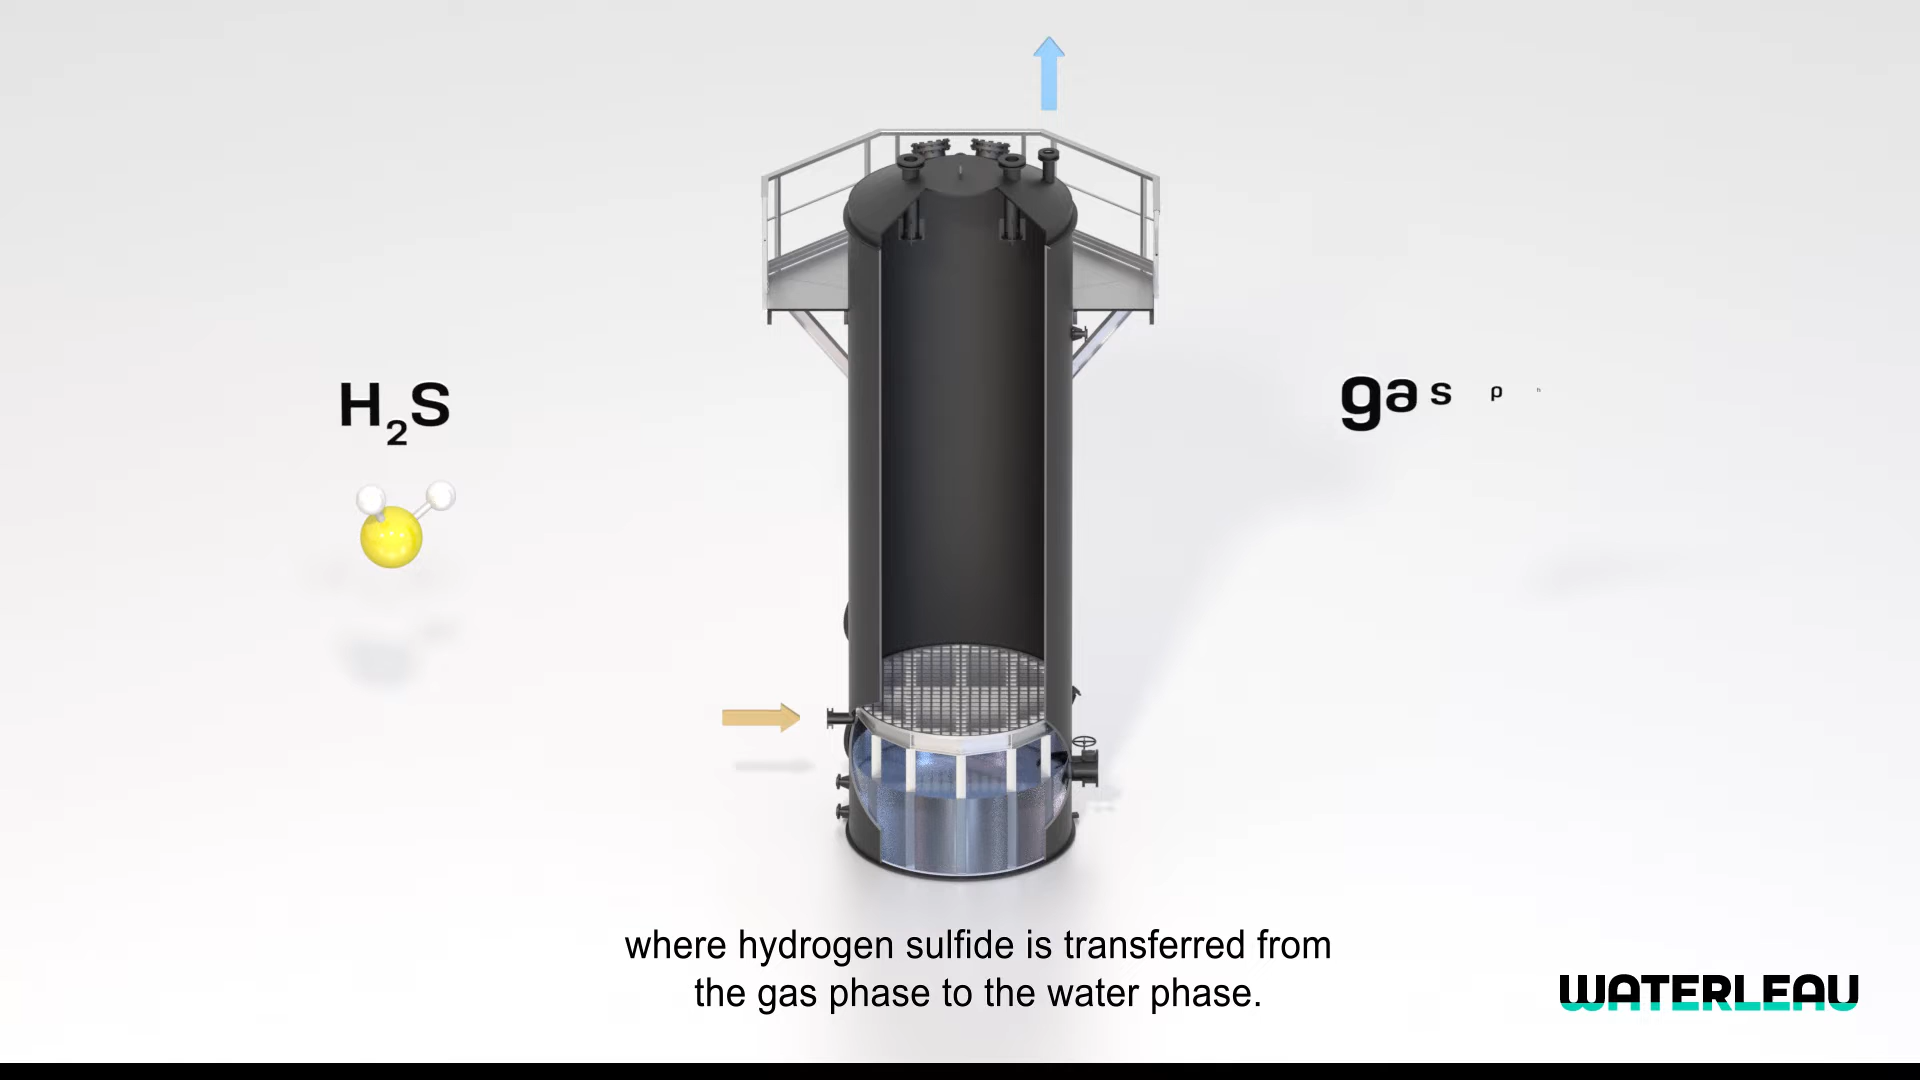 H2S
gas p h
where hydrogen sulfide is transferred from
the gas phase to the water phase.
WATERLEAU